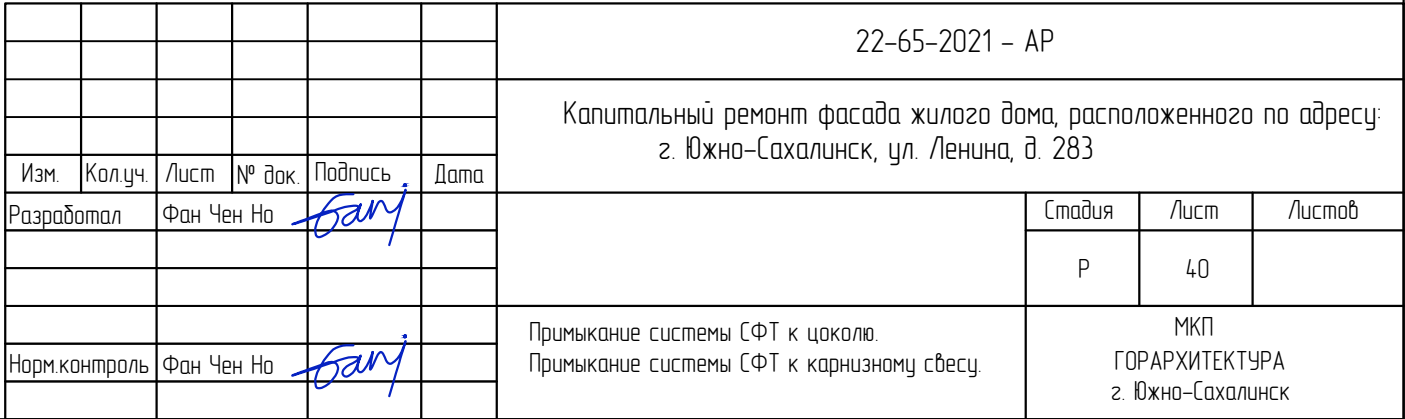 22-65-2021 - АР
Капитальный ремонт фасада жилого дома, расположенного по адресу:
г. Южно-Сахалинск, ул. Ленина, д. 283
Изм. Кол.уч. Лист № док. Подпись Дата
Разработал Фан Чен Но
Стадия Лист Листов
Р 40
Примыкание системы СФТ к цоколю.
Примыкание системы СФТ к карнизному свесу.
Норм.контроль Фан Чен Но
МКП
ГОРАРХИТЕКТУРА
г. Южно-Сахалинск